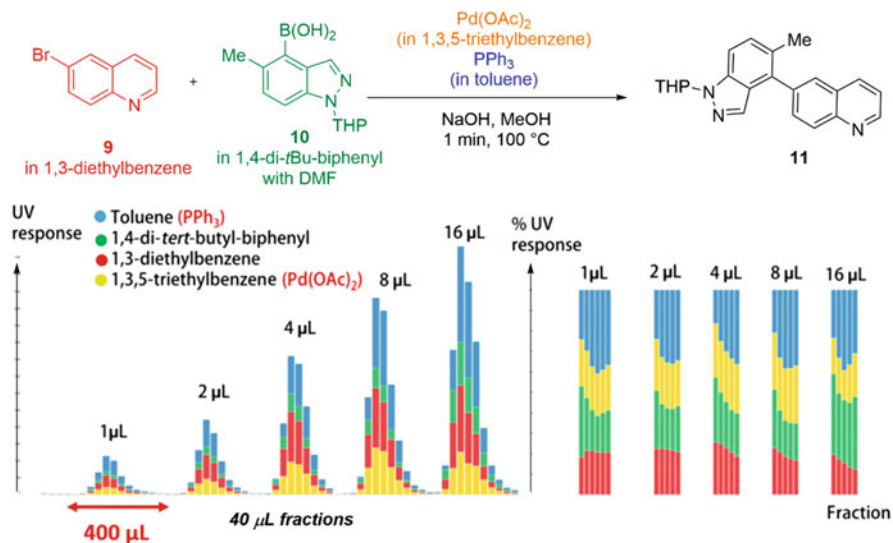 Br
N
9
in 1,3-diethylbenzene
+
B(OH)2
Me
N
N
THP
10
in 1,4-di-tBu-biphenyl
with DMF
Pd(OAc)2
(in 1,3,5-triethylbenzene)
PPh3
(in toluene)
NaOH, MeOH
1 min, 100 °C
Me
THP
N
N
N
11
UV
response
Toluene (PPh3)
1,4-di-tert-butyl-biphenyl
1,3-diethylbenzene
1,3,5-triethylbenzene (Pd(OAc)2)
1µL
2 µL
4 µL
8 µL
16 µL
400 µL
40 µL fractions
% UV
response
1µL
2 µL
4 µL
8 µL
16 µL
Fraction